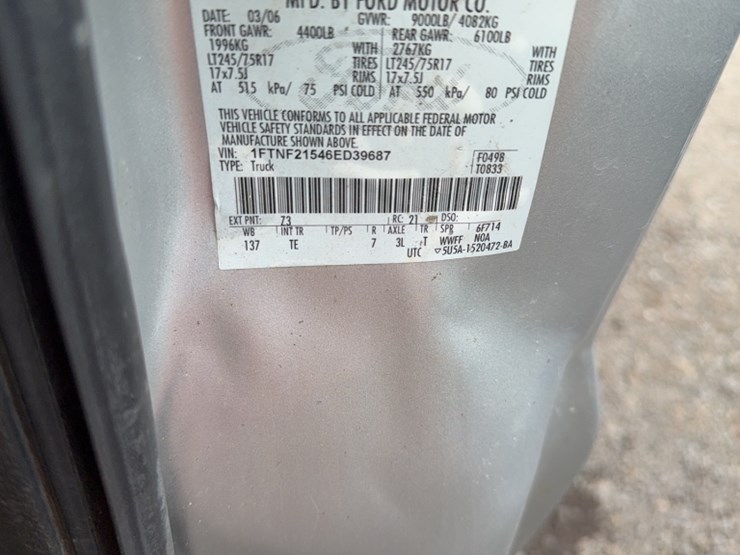 MFD. BY FORD MOTOR CO.
DATE: 03/06 GVWR: 9000LB/ 4082KG
FRONT GAWR: 4400LB REAR GAWR: 6100LB
1996KG WITH 2767KG WITH
LT245/75R17 TIRES LT245/75R17 TIRES
17x7.5J RIMS 17x7.5J RIMS
AT 515 kPa/ 75 PSI COLD AT 550 kPa/ 80 PSI COLD
THIS VEHICLE CONFORMS TO ALL APPLICABLE FEDERAL MOTOR
VEHICLE SAFETY STANDARDS IN EFFECT ON THE DATE OF
MANUFACTURE SHOWN ABOVE.
VIN: 1FTNF21546ED39687 F0498
TYPE: Truck T0833
EXT PNT: Z3 RC: 21 DSO:
WB INT TR TP/PS R AXLE TR SPR 6F714
137 TE 7 3L T WWFF NOA
UTC ▽5U5A-1520472-BA